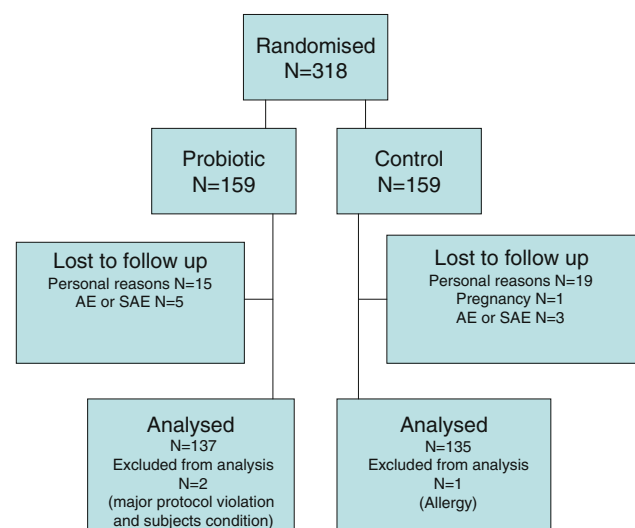 Randomised
N=318
Probiotic
N=159
Control
N=159
Lost to follow up
Personal reasons N=15
AE or SAE N=5
Lost to follow up
Personal reasons N=19
Pregnancy N=1
AE or SAE N=3
Analysed
N=137
Excluded from analysis
N=2
(major protocol violation
and subjects condition)
Analysed
N=135
Excluded from analysis
N=1
(Allergy)